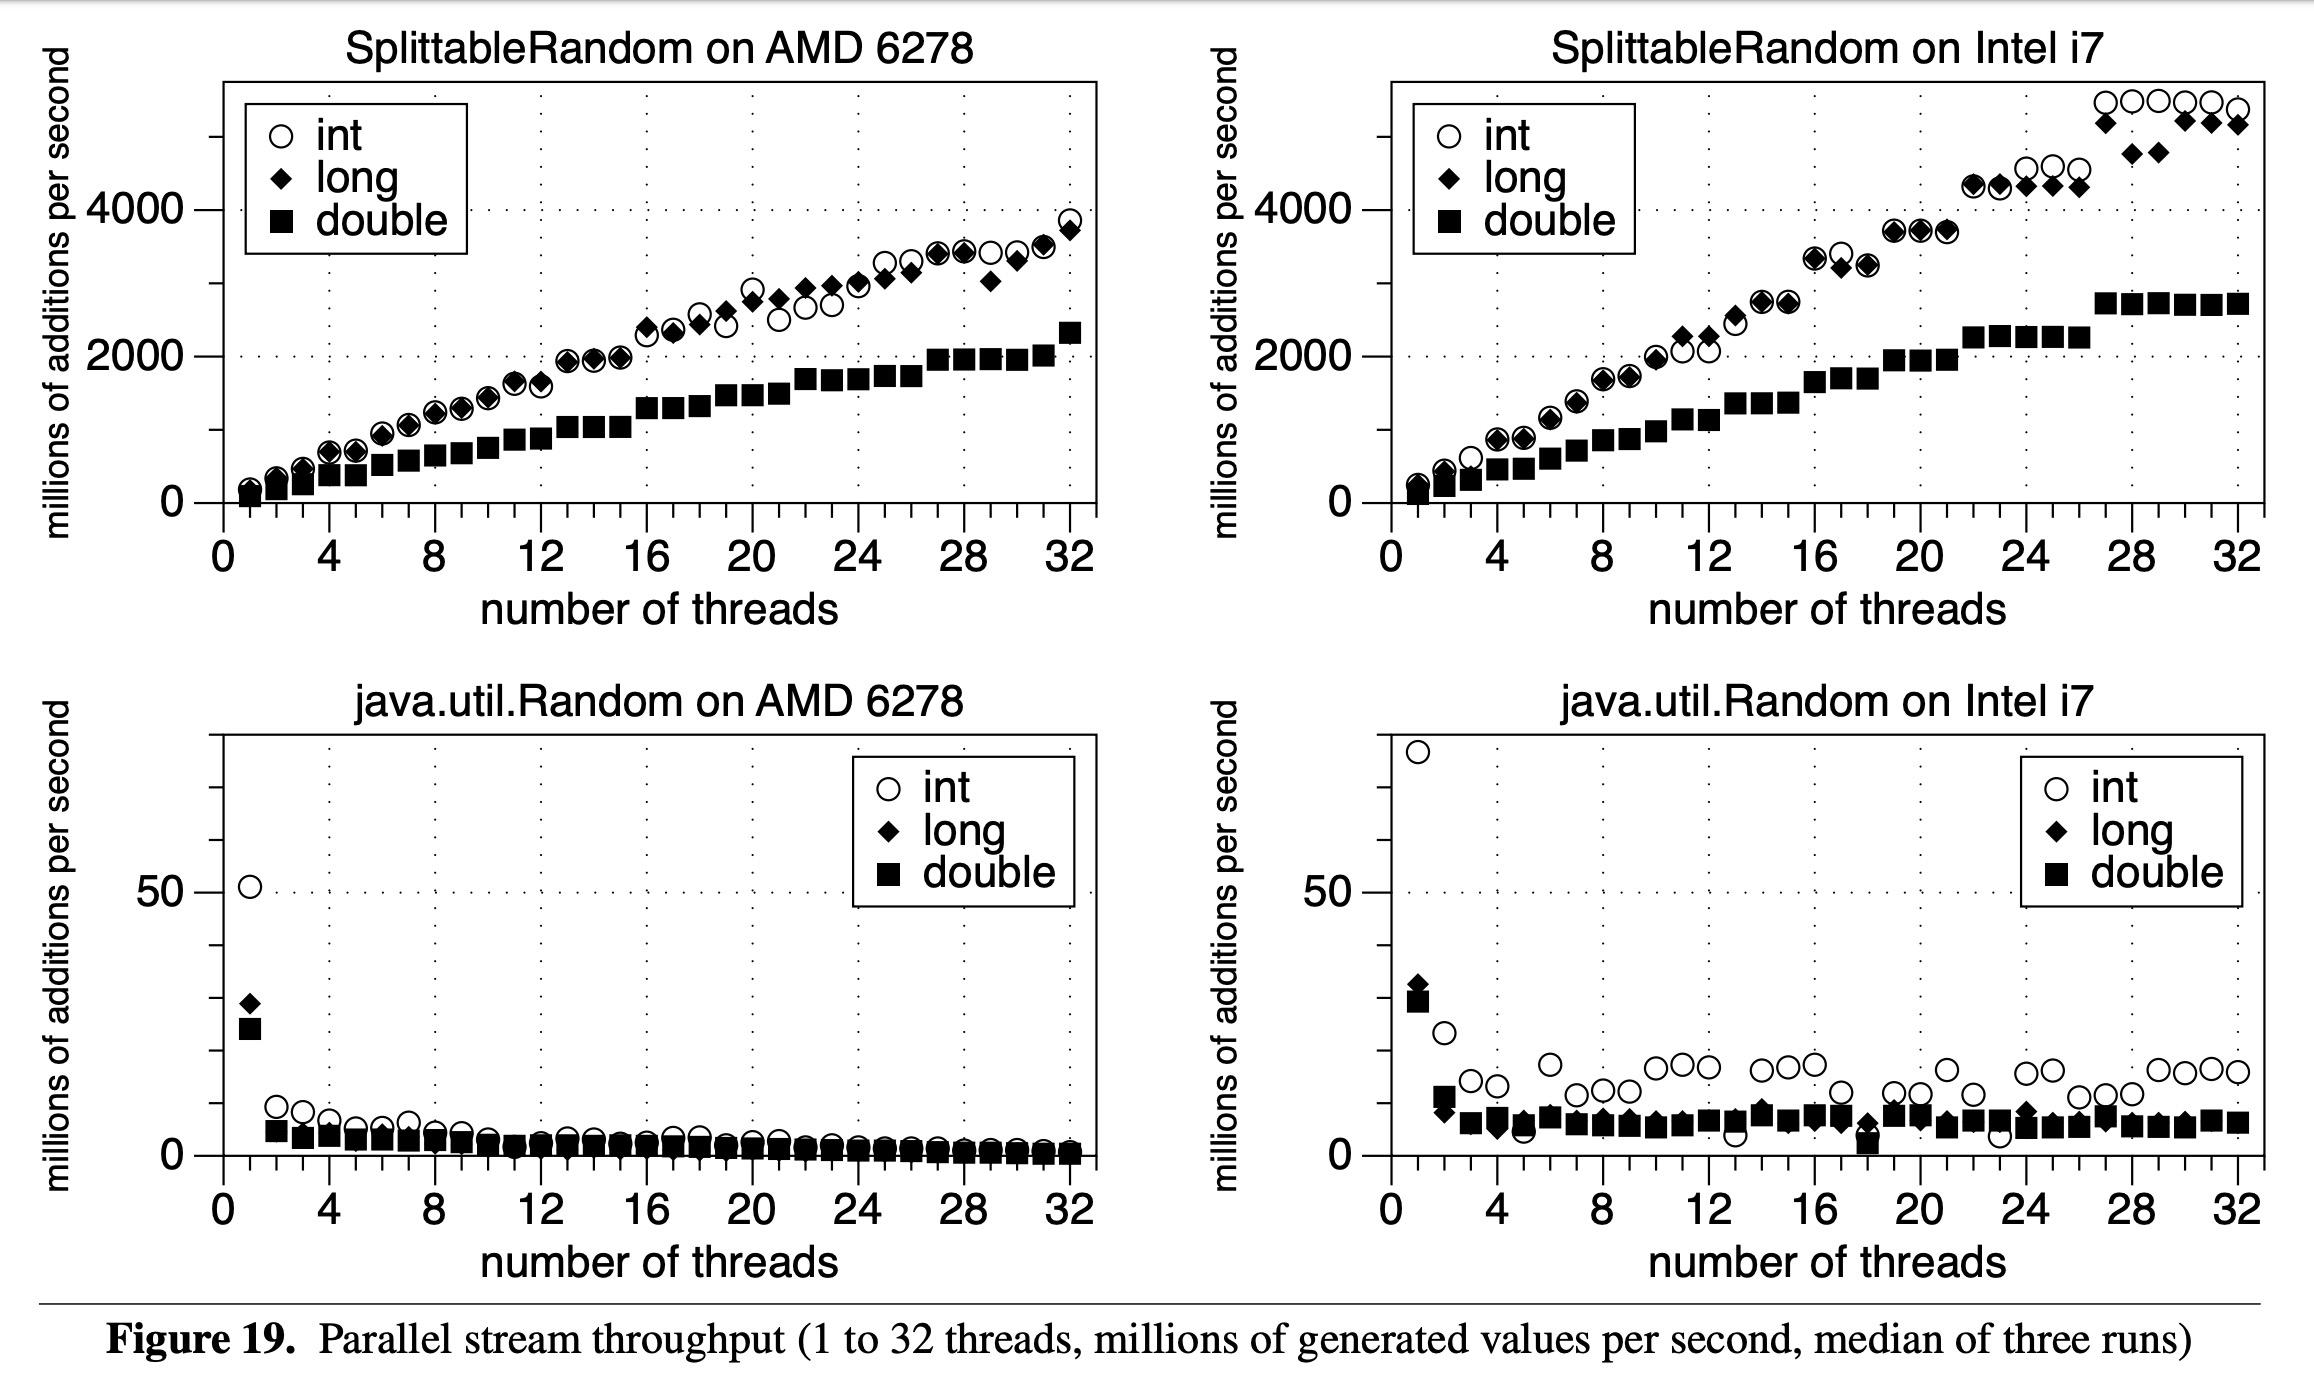 SplittableRandom on AMD 6278
millions of additions per second
int
long
double
4000
2000
0
0 4 8 12 16 20 24 28 32
number of threads
SplittableRandom on Intel i7
millions of additions per second
int
long
double
4000
2000
0
0 4 8 12 16 20 24 28 32
number of threads
java.util.Random on AMD 6278
millions of additions per second
int
long
double
50
0
0 4 8 12 16 20 24 28 32
number of threads
java.util.Random on Intel i7
millions of additions per second
int
long
double
50
0
0 4 8 12 16 20 24 28 32
number of threads
Figure 19. Parallel stream throughput (1 to 32 threads, millions of generated values per second, median of three runs)